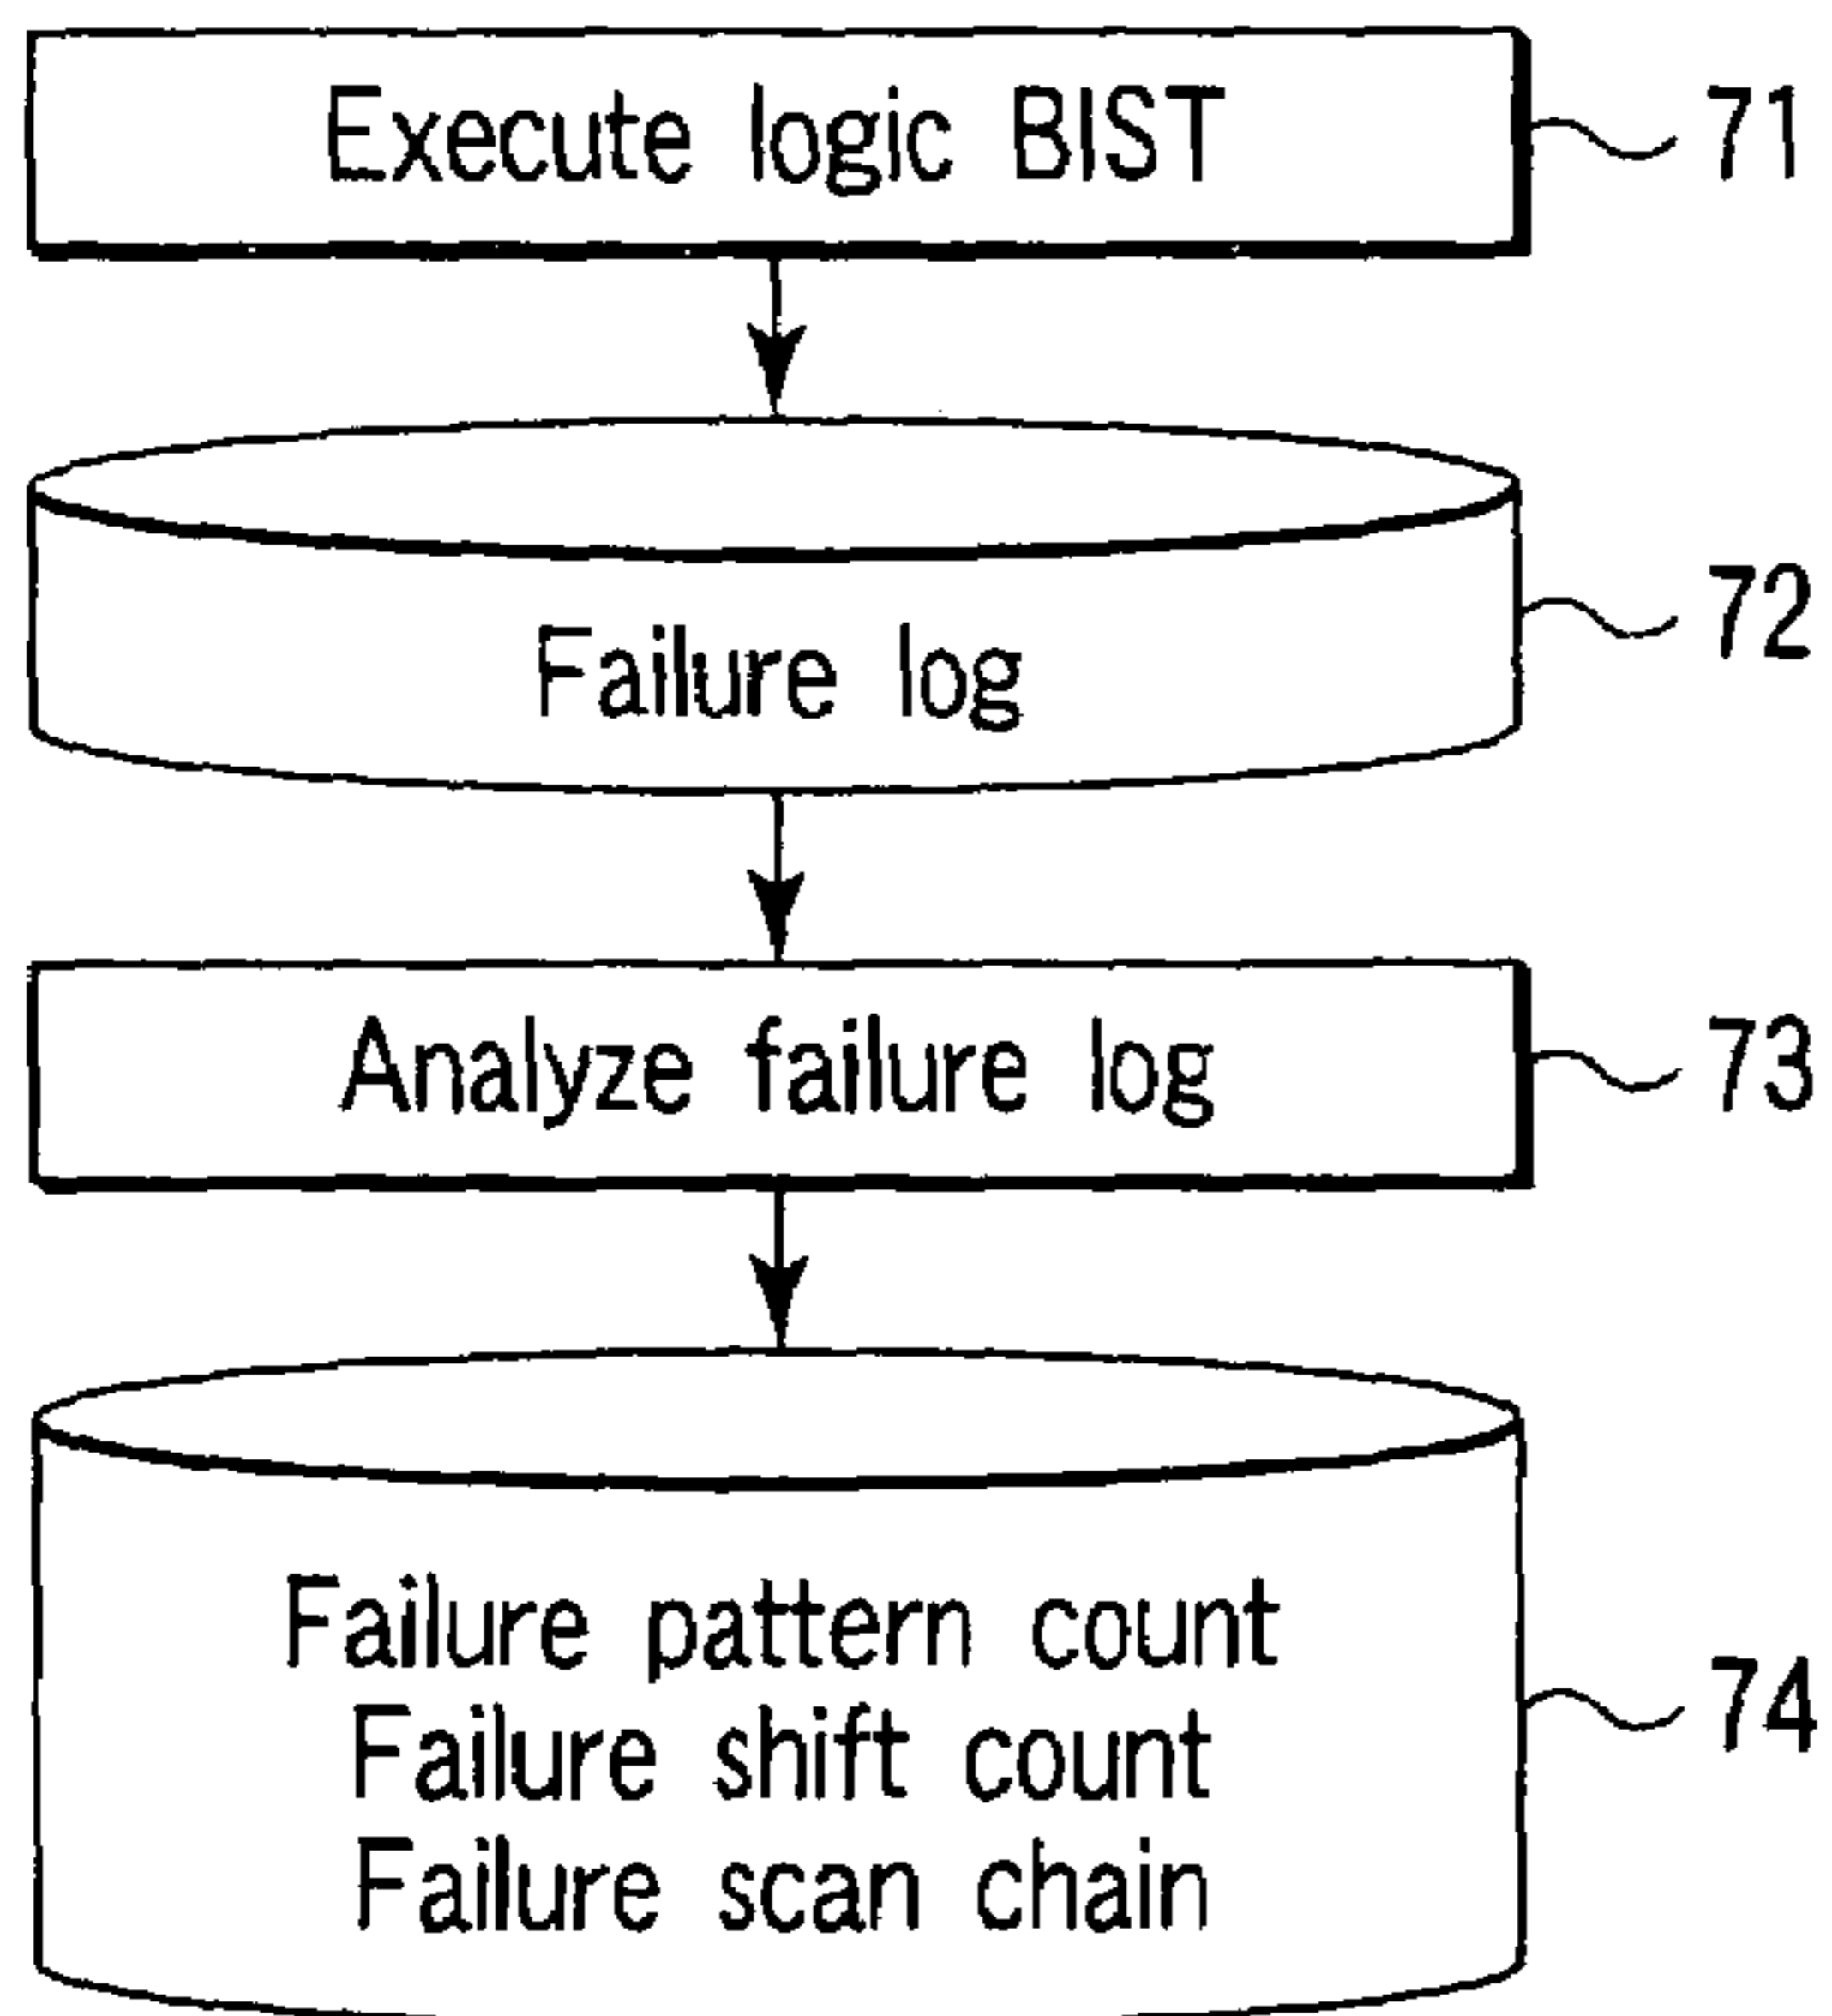 Execute logic BIST
71
Failure log
72
Analyze failure log
73
Failure pattern count
Failure shift count
74
Failure scan chain